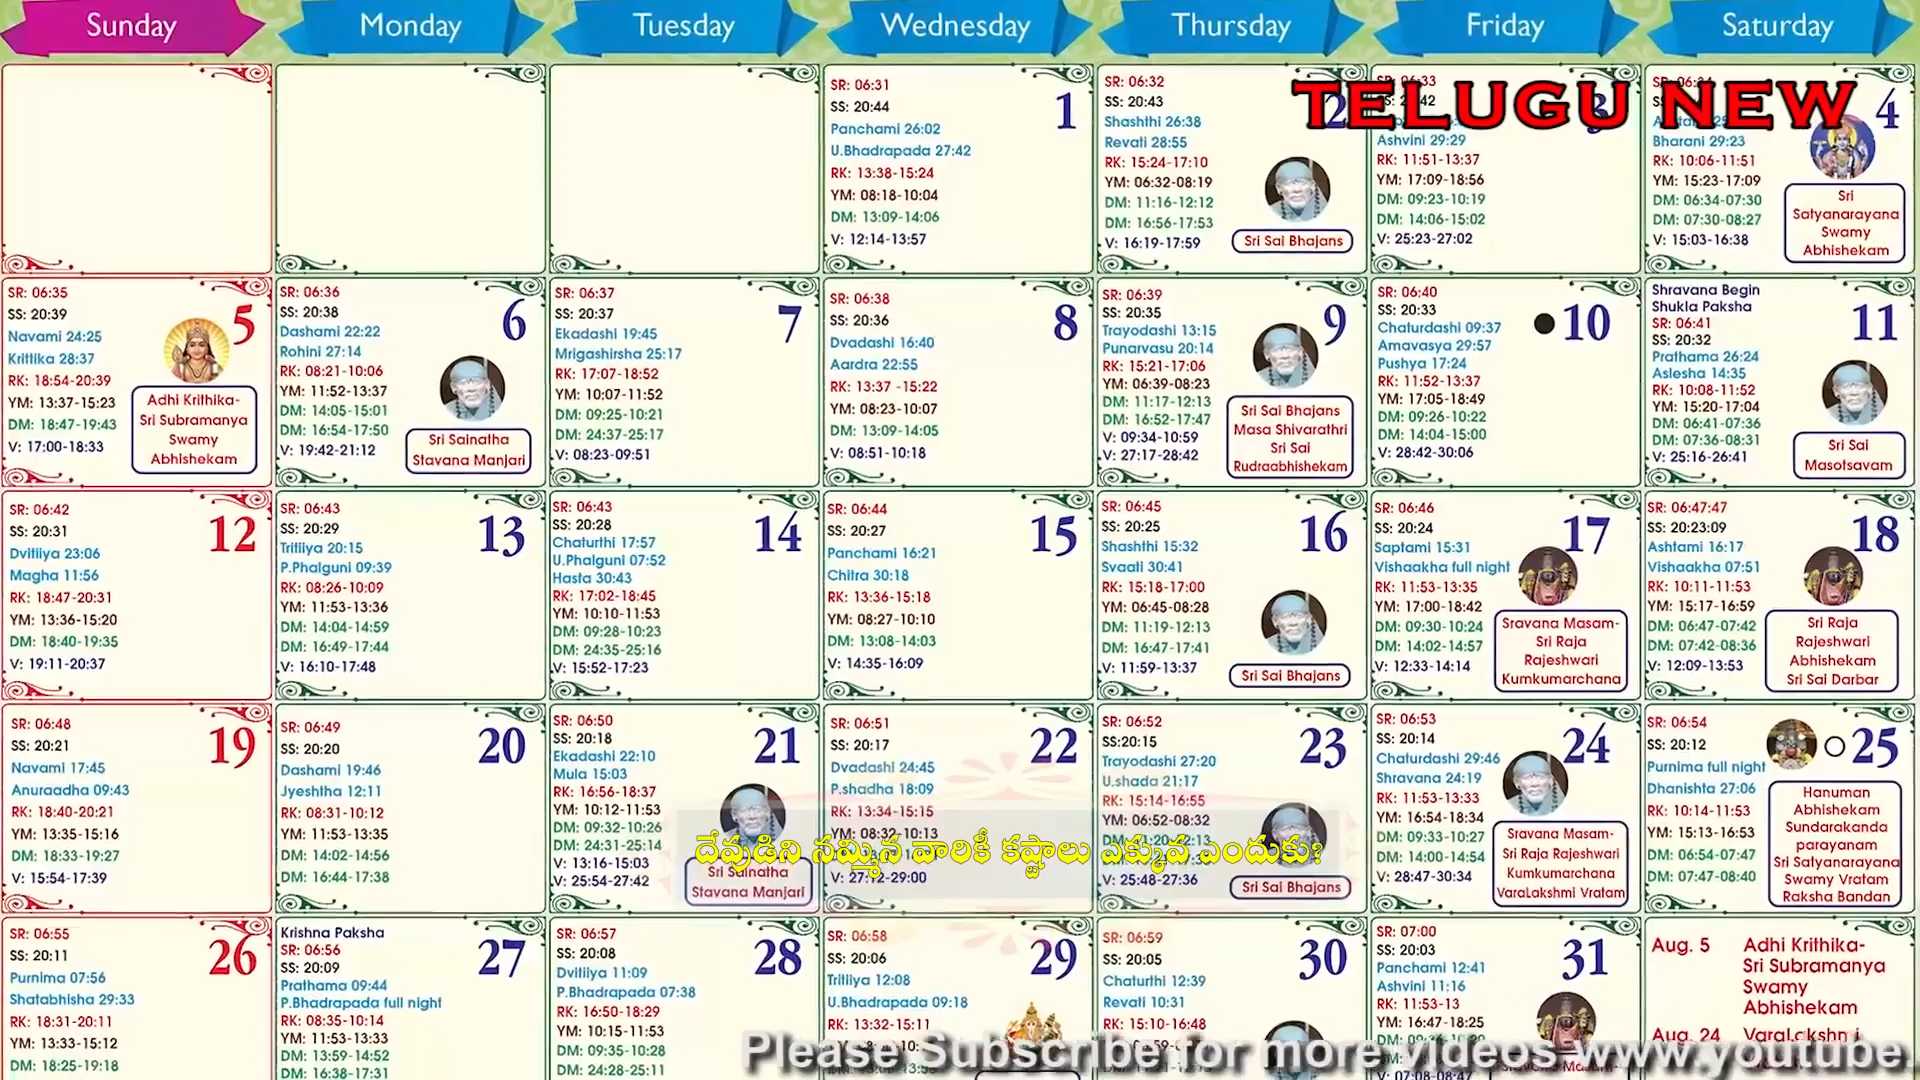 Sunday Monday Tuesday Wednesday Thursday Friday Saturday
TELUGU NEW
SR: 06:31
SS: 20:44
1
Panchami 26:02
U.Bhadrapada 27:42
RK: 13:38-15:24
YM: 08:18-10:04
DM: 13:09-14:06
V: 12:14-13:57
SR: 06:32
SS: 20:43
2
Shashthi 26:38
Revati 28:55
RK: 15:24-17:10
YM: 06:32-08:19
DM: 11:16-12:12
DM: 16:56-17:53
V: 16:19-17:59
Sri Sai Bhajans
3
Ashvini 29:29
RK: 11:51-13:37
YM: 17:09-18:56
DM: 09:23-10:19
DM: 14:06-15:02
V: 25:23-27:02
4
Bharani 29:23
RK: 10:06-11:51
YM: 15:23-17:09
DM: 06:34-07:30
DM: 07:30-08:27
V: 15:03-16:38
Sri
Satyanarayana
Swamy
Abhishekam
SR: 06:35
SS: 20:39
5
Navami 24:25
Krittika 28:37
RK: 18:54-20:39
YM: 13:37-15:23
DM: 18:47-19:43
V: 17:00-18:33
Adhi Krithika-
Sri Subramanya
Swamy
Abhishekam
SR: 06:36
SS: 20:38
6
Dashami 22:22
Rohini 27:14
RK: 08:21-10:06
YM: 11:52-13:37
DM: 14:05-15:01
DM: 16:54-17:50
V: 19:42-21:12
Sri Sainatha
Stavana Manjari
SR: 06:37
SS: 20:37
7
Ekadashi 19:45
Mrigashirsha 25:17
RK: 17:07-18:52
YM: 10:07-11:52
DM: 09:25-10:21
DM: 24:37-25:17
V: 08:23-09:51
SR: 06:38
SS: 20:36
8
Dvadashi 16:40
Aardra 22:55
RK: 13:37 -15:22
YM: 08:23-10:07
DM: 13:09-14:05
V: 08:51-10:18
SR: 06:39
SS: 20:35
9
Trayodashi 13:15
Punarvasu 20:14
RK: 15:21-17:06
YM: 06:39-08:23
DM: 11:17-12:13
DM: 16:52-17:47
V: 09:34-10:59
V: 27:17-28:42
Sri Sai Bhajans
Masa Shivarathri
Sri Sai
Rudraabhishekam
SR: 06:40
SS: 20:33
10
Chaturdashi 09:37
Amavasya 29:57
Pushya 17:24
RK: 11:52-13:37
YM: 17:05-18:49
DM: 09:26-10:22
DM: 14:04-15:00
V: 28:42-30:06
Shravana Begin
Shukla Paksha
SR: 06:41
SS: 20:32
11
Prathama 26:24
Aslesha 14:35
RK: 10:08-11:52
YM: 15:20-17:04
DM: 06:41-07:36
DM: 07:36-08:31
V: 25:16-26:41
Sri Sai
Masotsavam
SR: 06:42
SS: 20:31
12
Dvitiiya 23:06
Magha 11:56
RK: 18:47-20:31
YM: 13:36-15:20
DM: 18:40-19:35
V: 19:11-20:37
SR: 06:43
SS: 20:29
13
Tritiiya 20:15
P.Phalguni 09:39
RK: 08:26-10:09
YM: 11:53-13:36
DM: 14:04-14:59
DM: 16:49-17:44
V: 16:10-17:48
SR: 06:43
SS: 20:28
14
Chaturthi 17:57
U.Phalguni 07:52
Hasta 30:43
RK: 17:02-18:45
YM: 10:10-11:53
DM: 09:28-10:23
DM: 24:35-25:16
V: 15:52-17:23
SR: 06:44
SS: 20:27
15
Panchami 16:21
Chitra 30:18
RK: 13:36-15:18
YM: 08:27-10:10
DM: 13:08-14:03
V: 14:35-16:09
SR: 06:45
SS: 20:25
16
Shashthi 15:32
Svaati 30:41
RK: 15:18-17:00
YM: 06:45-08:28
DM: 11:19-12:13
DM: 16:47-17:41
V: 11:59-13:37
Sri Sai Bhajans
SR: 06:46
SS: 20:24
17
Saptami 15:31
Vishaakha full night
RK: 11:53-13:35
YM: 17:00-18:42
DM: 09:30-10:24
DM: 14:02-14:57
V: 12:33-14:14
Sravana Masam-
Sri Raja
Rajeshwari
Kumkumarchana
SR: 06:47:47
SS: 20:23:09
18
Ashtami 16:17
Vishaakha 07:51
RK: 10:11-11:53
YM: 15:17-16:59
DM: 06:47-07:42
DM: 07:42-08:36
V: 12:09-13:53
Sri Raja
Rajeshwari
Abhishekam
Sri Sai Darbar
SR: 06:48
SS: 20:21
19
Navami 17:45
Anuraadha 09:43
RK: 18:40-20:21
YM: 13:35-15:16
DM: 18:33-19:27
V: 15:54-17:39
SR: 06:49
SS: 20:20
20
Dashami 19:46
Jyeshtha 12:11
RK: 08:31-10:12
YM: 11:53-13:35
DM: 14:02-14:56
DM: 16:44-17:38
SR: 06:50
SS: 20:18
21
Ekadashi 22:10
Mula 15:03
RK: 16:56-18:37
YM: 10:12-11:53
DM: 09:32-10:26
DM: 24:31-25:14
V: 13:16-15:03
V: 25:54-27:42
Sri Sainatha
Stavana Manjari
SR: 06:51
SS: 20:17
22
Dvadashi 24:45
P.shadha 18:09
RK: 13:34-15:15
YM: 08:32-10:13
V: 27:12-29:00
SR: 06:52
SS:20:15
23
Trayodashi 27:20
U.shada 21:17
RK: 15:14-16:55
YM: 06:52-08:32
V: 25:48-27:36
Sri Sai Bhajans
దేవుడిని నమ్మిన వారికీ కష్టాలు ఎక్కువ ఎందుకు?
SR: 06:53
SS: 20:14
24
Chaturdashi 29:46
Shravana 24:19
RK: 11:53-13:33
YM: 16:54-18:34
DM: 09:33-10:27
DM: 14:00-14:54
V: 28:47-30:34
Sravana Masam-
Sri Raja Rajeshwari
Kumkumarchana
VaraLakshmi Vratam
SR: 06:54
SS: 20:12
25
Purnima full night
Dhanishta 27:06
RK: 10:14-11:53
YM: 15:13-16:53
DM: 06:54-07:47
DM: 07:47-08:40
Hanuman
Abhishekam
Sundarakanda
parayanam
Sri Satyanarayana
Swamy Vratam
Raksha Bandan
SR: 06:55
SS: 20:11
26
Purnima 07:56
Shatabhisha 29:33
RK: 18:31-20:11
YM: 13:33-15:12
DM: 18:25-19:18
Krishna Paksha
SR: 06:56
SS: 20:09
27
Prathama 09:44
P.Bhadrapada full night
RK: 08:35-10:14
YM: 11:53-13:33
DM: 13:59-14:52
DM: 16:38-17:31
SR: 06:57
SS: 20:08
28
Dvitiiya 11:09
P.Bhadrapada 07:38
RK: 16:50-18:29
YM: 10:15-11:53
DM: 09:35-10:28
DM: 24:28-25:11
SR: 06:58
SS: 20:06
29
Tritiiya 12:08
U.Bhadrapada 09:18
RK: 13:32-15:11
SR: 06:59
SS: 20:05
30
Chaturthi 12:39
Revati 10:31
RK: 15:10-16:48
SR: 07:00
SS: 20:03
31
Panchami 12:41
Ashvini 11:16
RK: 11:53-13
YM: 16:47-18:25
Aug. 5 Adhi Krithika-
Sri Subramanya
Swamy
Abhishekam
Aug. 24 VaraLakshmi
Please Subscribe for more videos www.youtube.